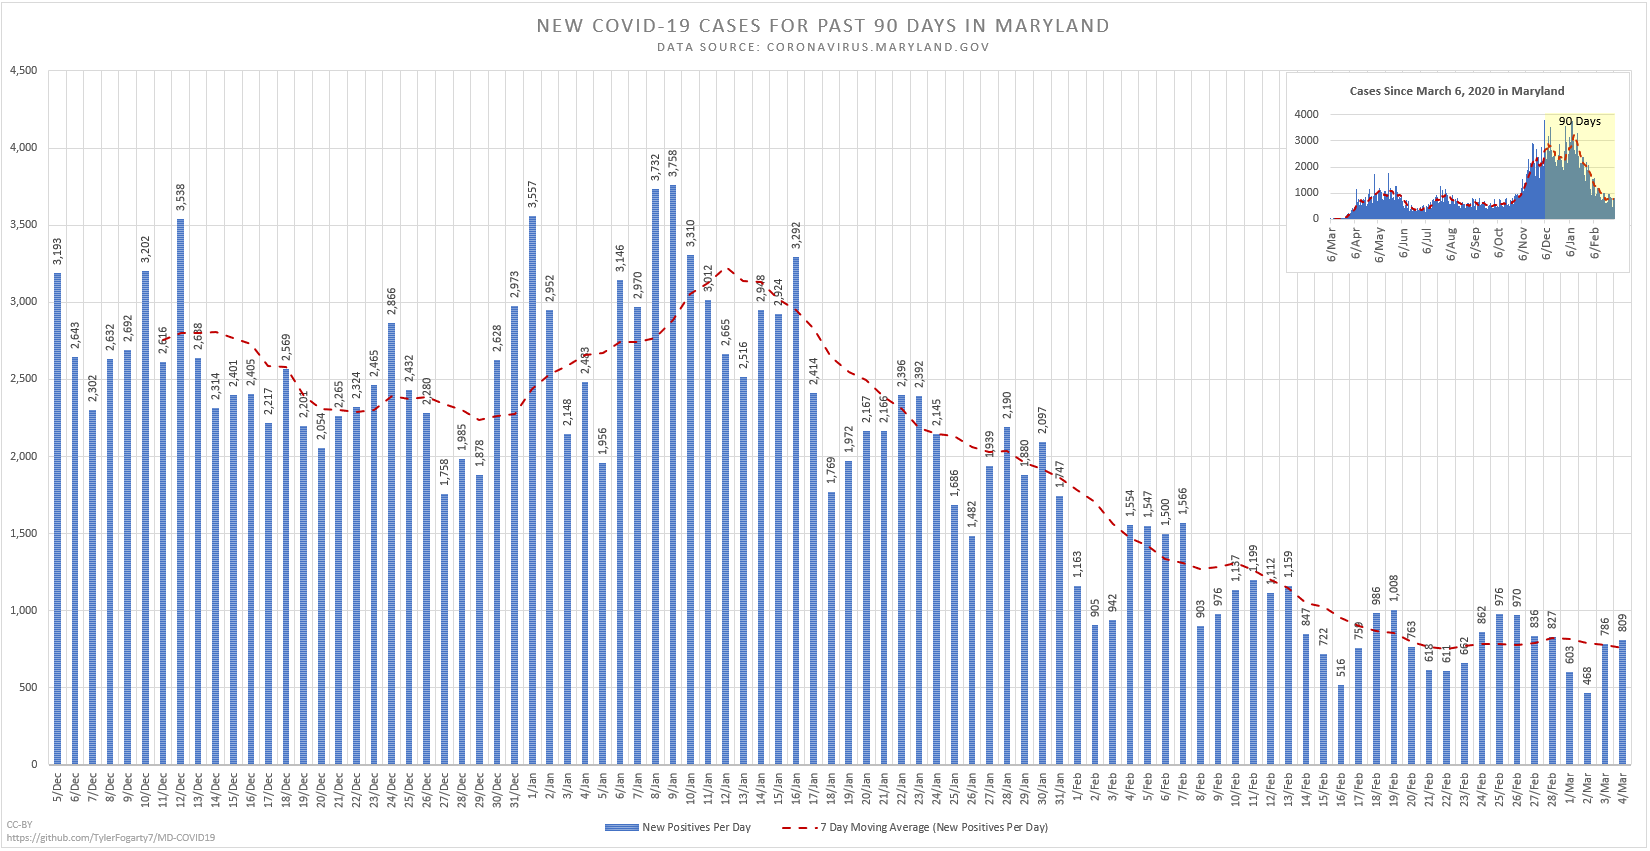 NEW COVID-19 CASES FOR PAST 90 DAYS IN MARYLAND
DATA SOURCE: CORONAVIRUS.MARYLAND.GOV
4,500
4,000
3,500
3,000
2,500
2,000
1,500
1,000
500
0
3,193
2,643
2,302
2,632
2,692
3,202
2,616
3,538
2,638
2,314
2,401
2,405
2,217
2,569
2,201
2,054
2,265
2,324
2,465
2,866
2,432
2,280
1,758
1,985
1,878
2,628
2,973
3,557
2,952
2,148
2,483
1,956
3,146
2,970
3,732
3,758
3,310
3,012
2,665
2,516
2,948
2,924
3,292
2,414
1,769
1,972
2,167
2,166
2,396
2,392
2,145
1,686
1,482
1,939
2,190
1,880
2,097
1,747
1,163
905
942
1,554
1,547
1,500
1,566
903
976
1,137
1,199
1,112
1,159
847
722
516
759
986
1,008
763
618
611
662
862
976
970
836
827
603
468
786
809
5/Dec
6/Dec
7/Dec
8/Dec
9/Dec
10/Dec
11/Dec
12/Dec
13/Dec
14/Dec
15/Dec
16/Dec
17/Dec
18/Dec
19/Dec
20/Dec
21/Dec
22/Dec
23/Dec
24/Dec
25/Dec
26/Dec
27/Dec
28/Dec
29/Dec
30/Dec
31/Dec
1/Jan
2/Jan
3/Jan
4/Jan
5/Jan
6/Jan
7/Jan
8/Jan
9/Jan
10/Jan
11/Jan
12/Jan
13/Jan
14/Jan
15/Jan
16/Jan
17/Jan
18/Jan
19/Jan
20/Jan
21/Jan
22/Jan
23/Jan
24/Jan
25/Jan
26/Jan
27/Jan
28/Jan
29/Jan
30/Jan
31/Jan
1/Feb
2/Feb
3/Feb
4/Feb
5/Feb
6/Feb
7/Feb
8/Feb
9/Feb
10/Feb
11/Feb
12/Feb
13/Feb
14/Feb
15/Feb
16/Feb
17/Feb
18/Feb
19/Feb
20/Feb
21/Feb
22/Feb
23/Feb
24/Feb
25/Feb
26/Feb
27/Feb
28/Feb
1/Mar
2/Mar
3/Mar
4/Mar
Cases Since March 6, 2020 in Maryland
90 Days
4000
3000
2000
1000
0
6/Mar
6/Apr
6/May
6/Jun
6/Jul
6/Aug
6/Sep
6/Oct
6/Nov
6/Dec
6/Jan
6/Feb
New Positives Per Day
7 Day Moving Average (New Positives Per Day)
CC-BY
https://github.com/TylerFogarty7/MD-COVID19